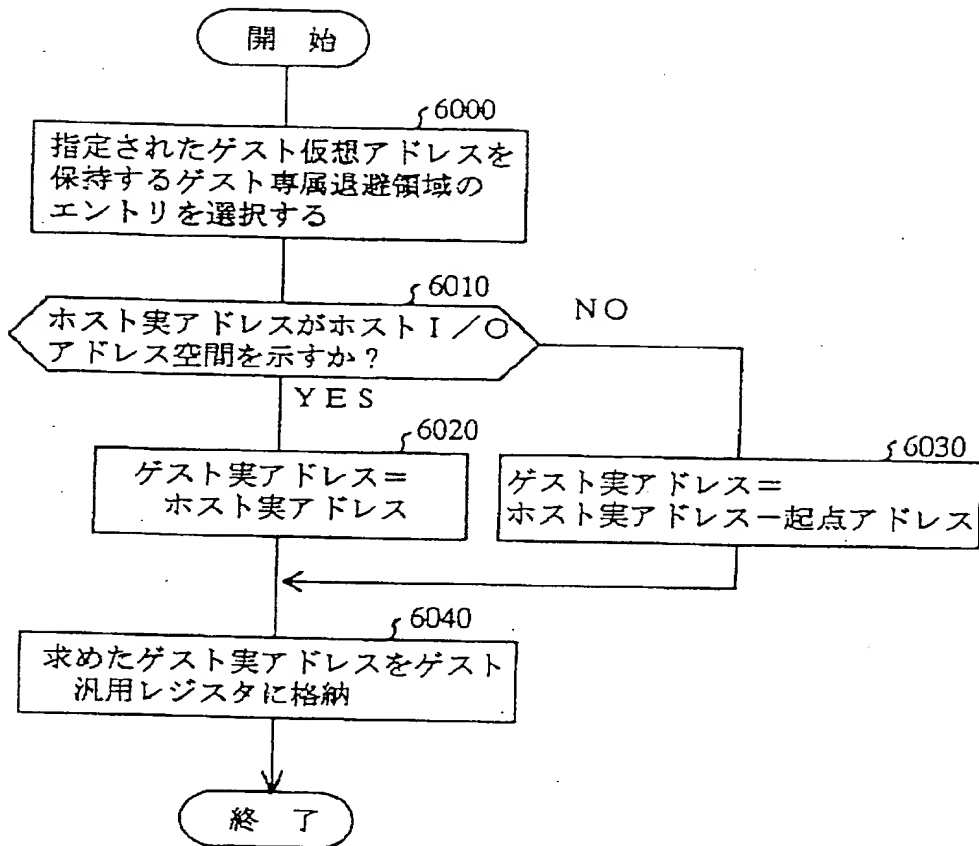 開 始
6000
指定されたゲスト仮想アドレスを
保持するゲスト専属退避領域の
エントリを選択する
6010
ホスト実アドレスがホストI/O
アドレス空間を示すか?
NO
YES
6020
ゲスト実アドレス=
ホスト実アドレス
6030
ゲスト実アドレス=
ホスト実アドレス-起点アドレス
6040
求めたゲスト実アドレスをゲスト
汎用レジスタに格納
終 了